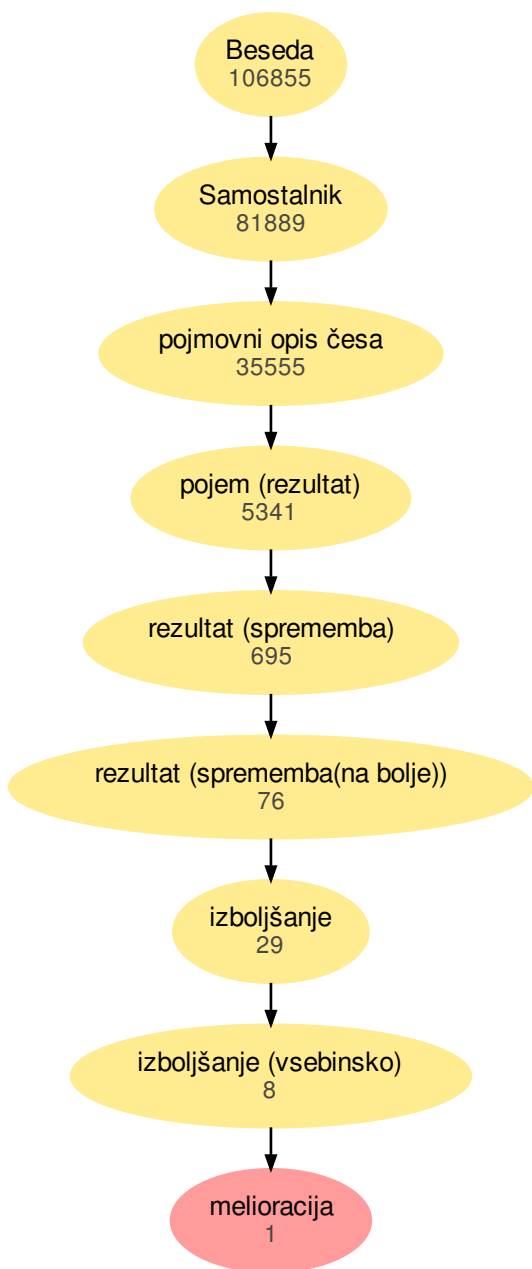 Beseda
106855
Samostalnik
81889
pojmovni opis česa
35555
pojem (rezultat)
5341
rezultat (sprememba)
695
rezultat (sprememba(na bolje))
76
izboljšanje
29
izboljšanje (vsebinsko)
8
melioracija
1